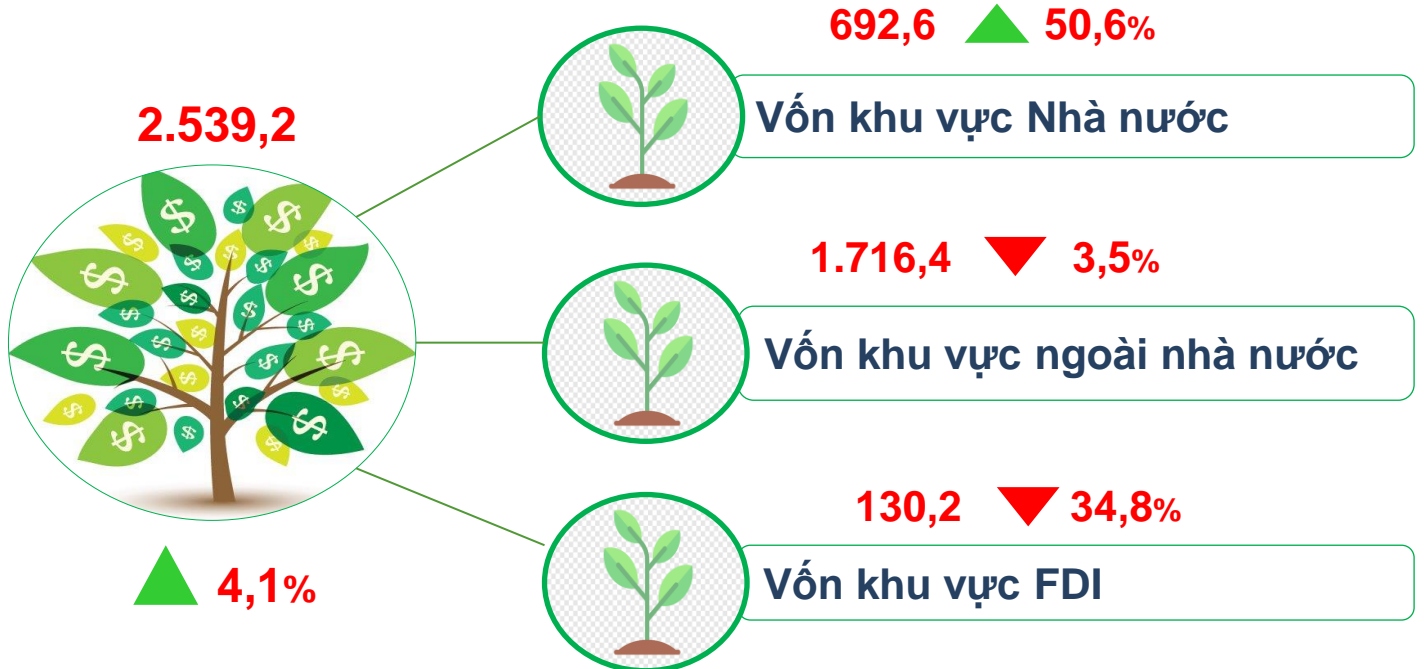 2.539,2
4,1%
692,6 50,6%
Vốn khu vực Nhà nước
1.716,4 3,5%
Vốn khu vực ngoài nhà nước
130,2 34,8%
Vốn khu vực FDI